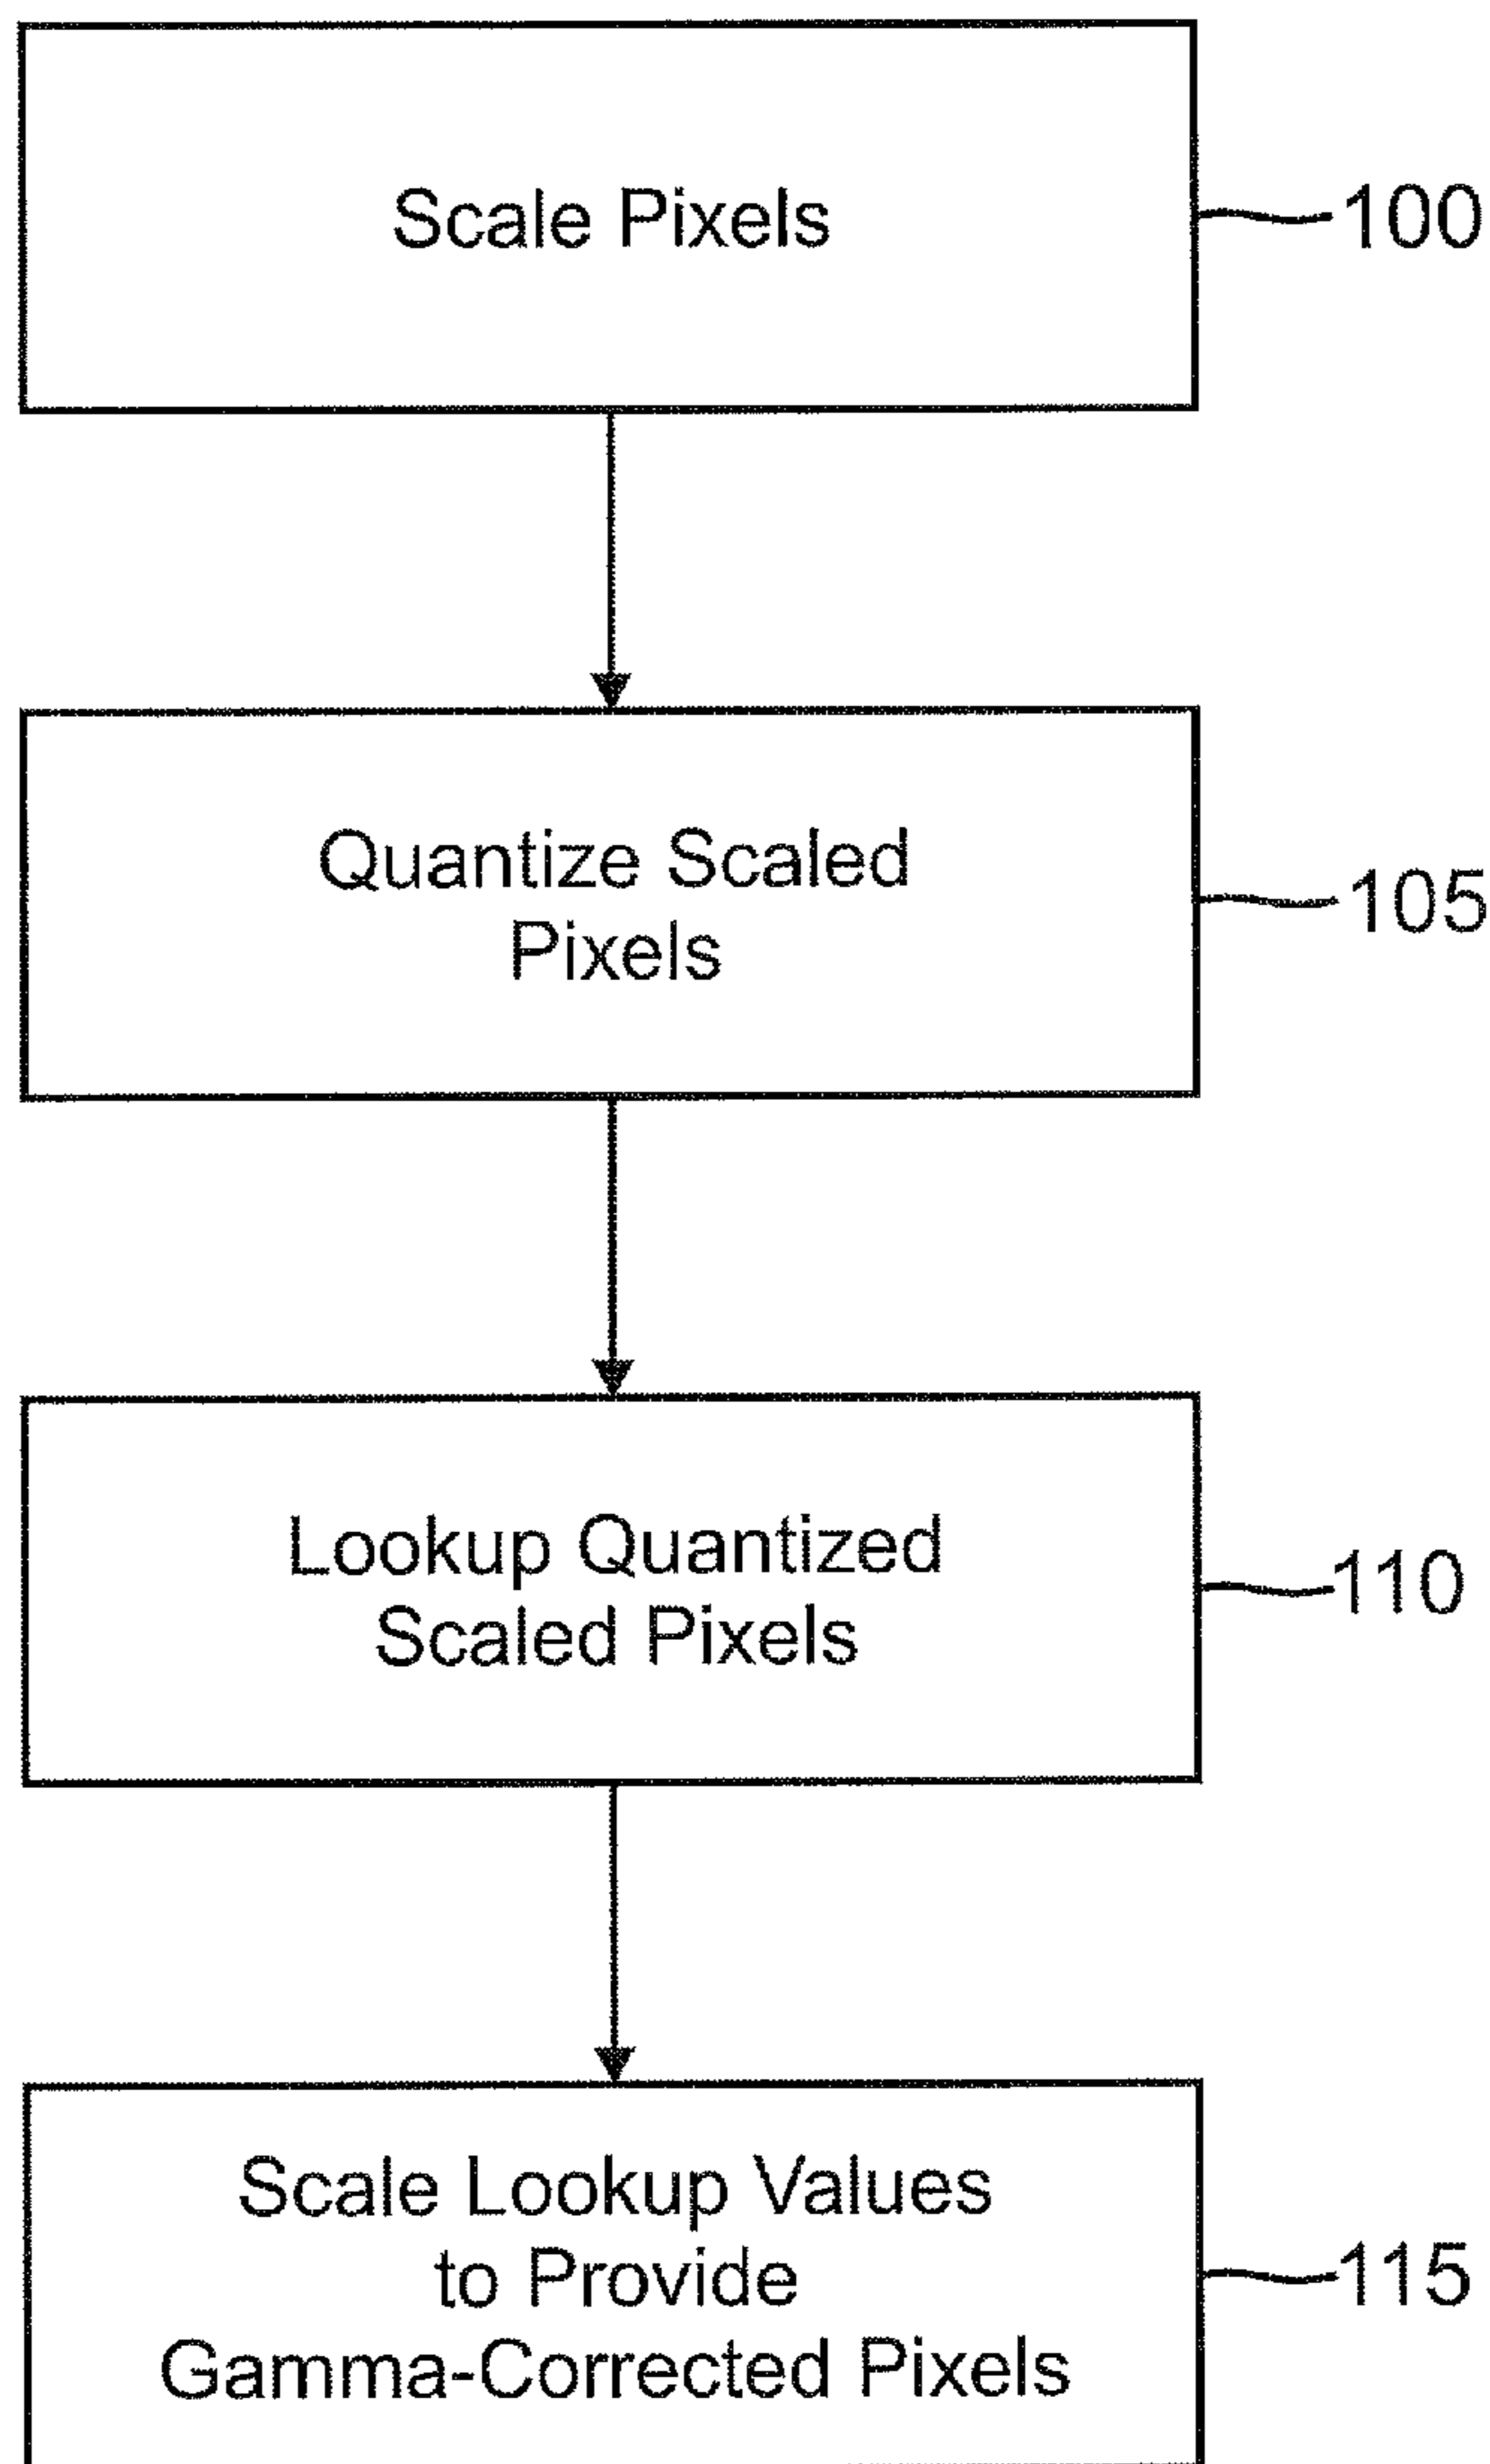 Scale Pixels
100
Quantize Scaled
Pixels
105
Lookup Quantized
Scaled Pixels
110
Scale Lookup Values
to Provide
Gamma-Corrected Pixels
115